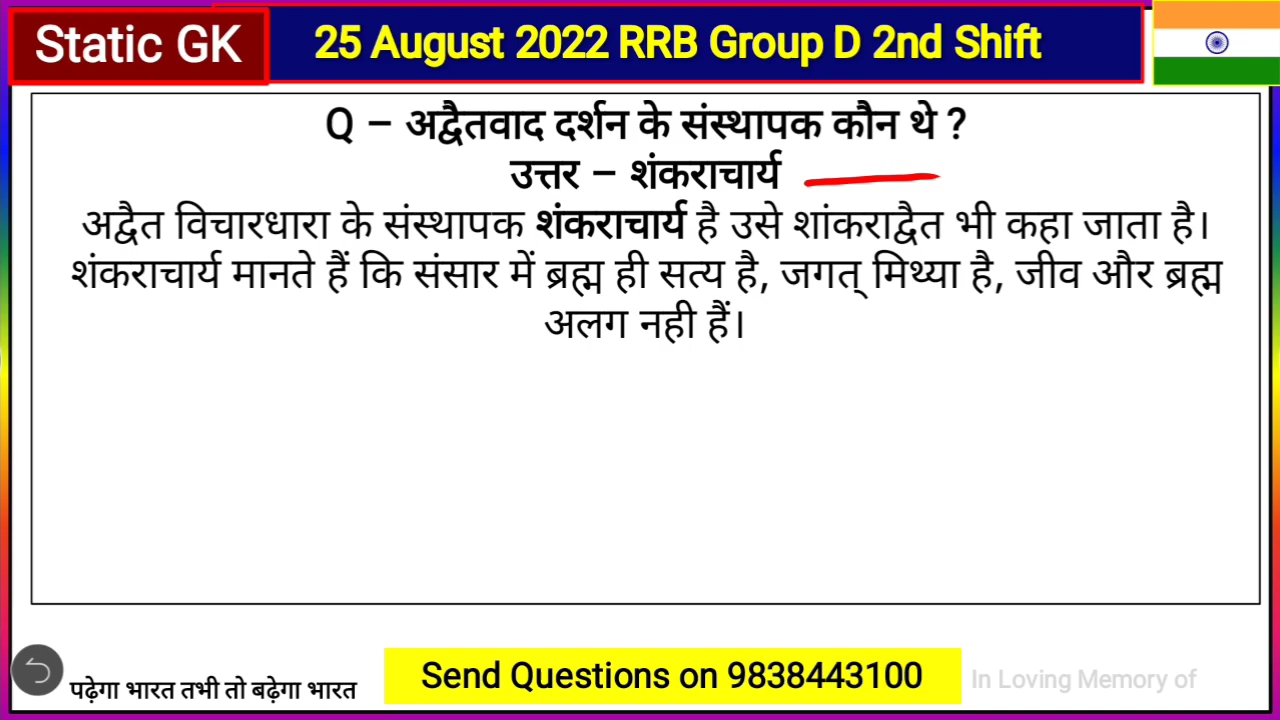 Static GK
25 August 2022 RRB Group D 2nd Shift
Q – अद्वैतवाद दर्शन के संस्थापक कौन थे ?
उत्तर – शंकराचार्य
अद्वैत विचारधारा के संस्थापक शंकराचार्य है उसे शांकराद्वैत भी कहा जाता है।
शंकराचार्य मानते हैं कि संसार में ब्रह्म ही सत्य है, जगत् मिथ्या है, जीव और ब्रह्म
अलग नही हैं।
पढ़ेगा भारत तभी तो बढ़ेगा भारत
Send Questions on 9838443100
In Loving Memory of